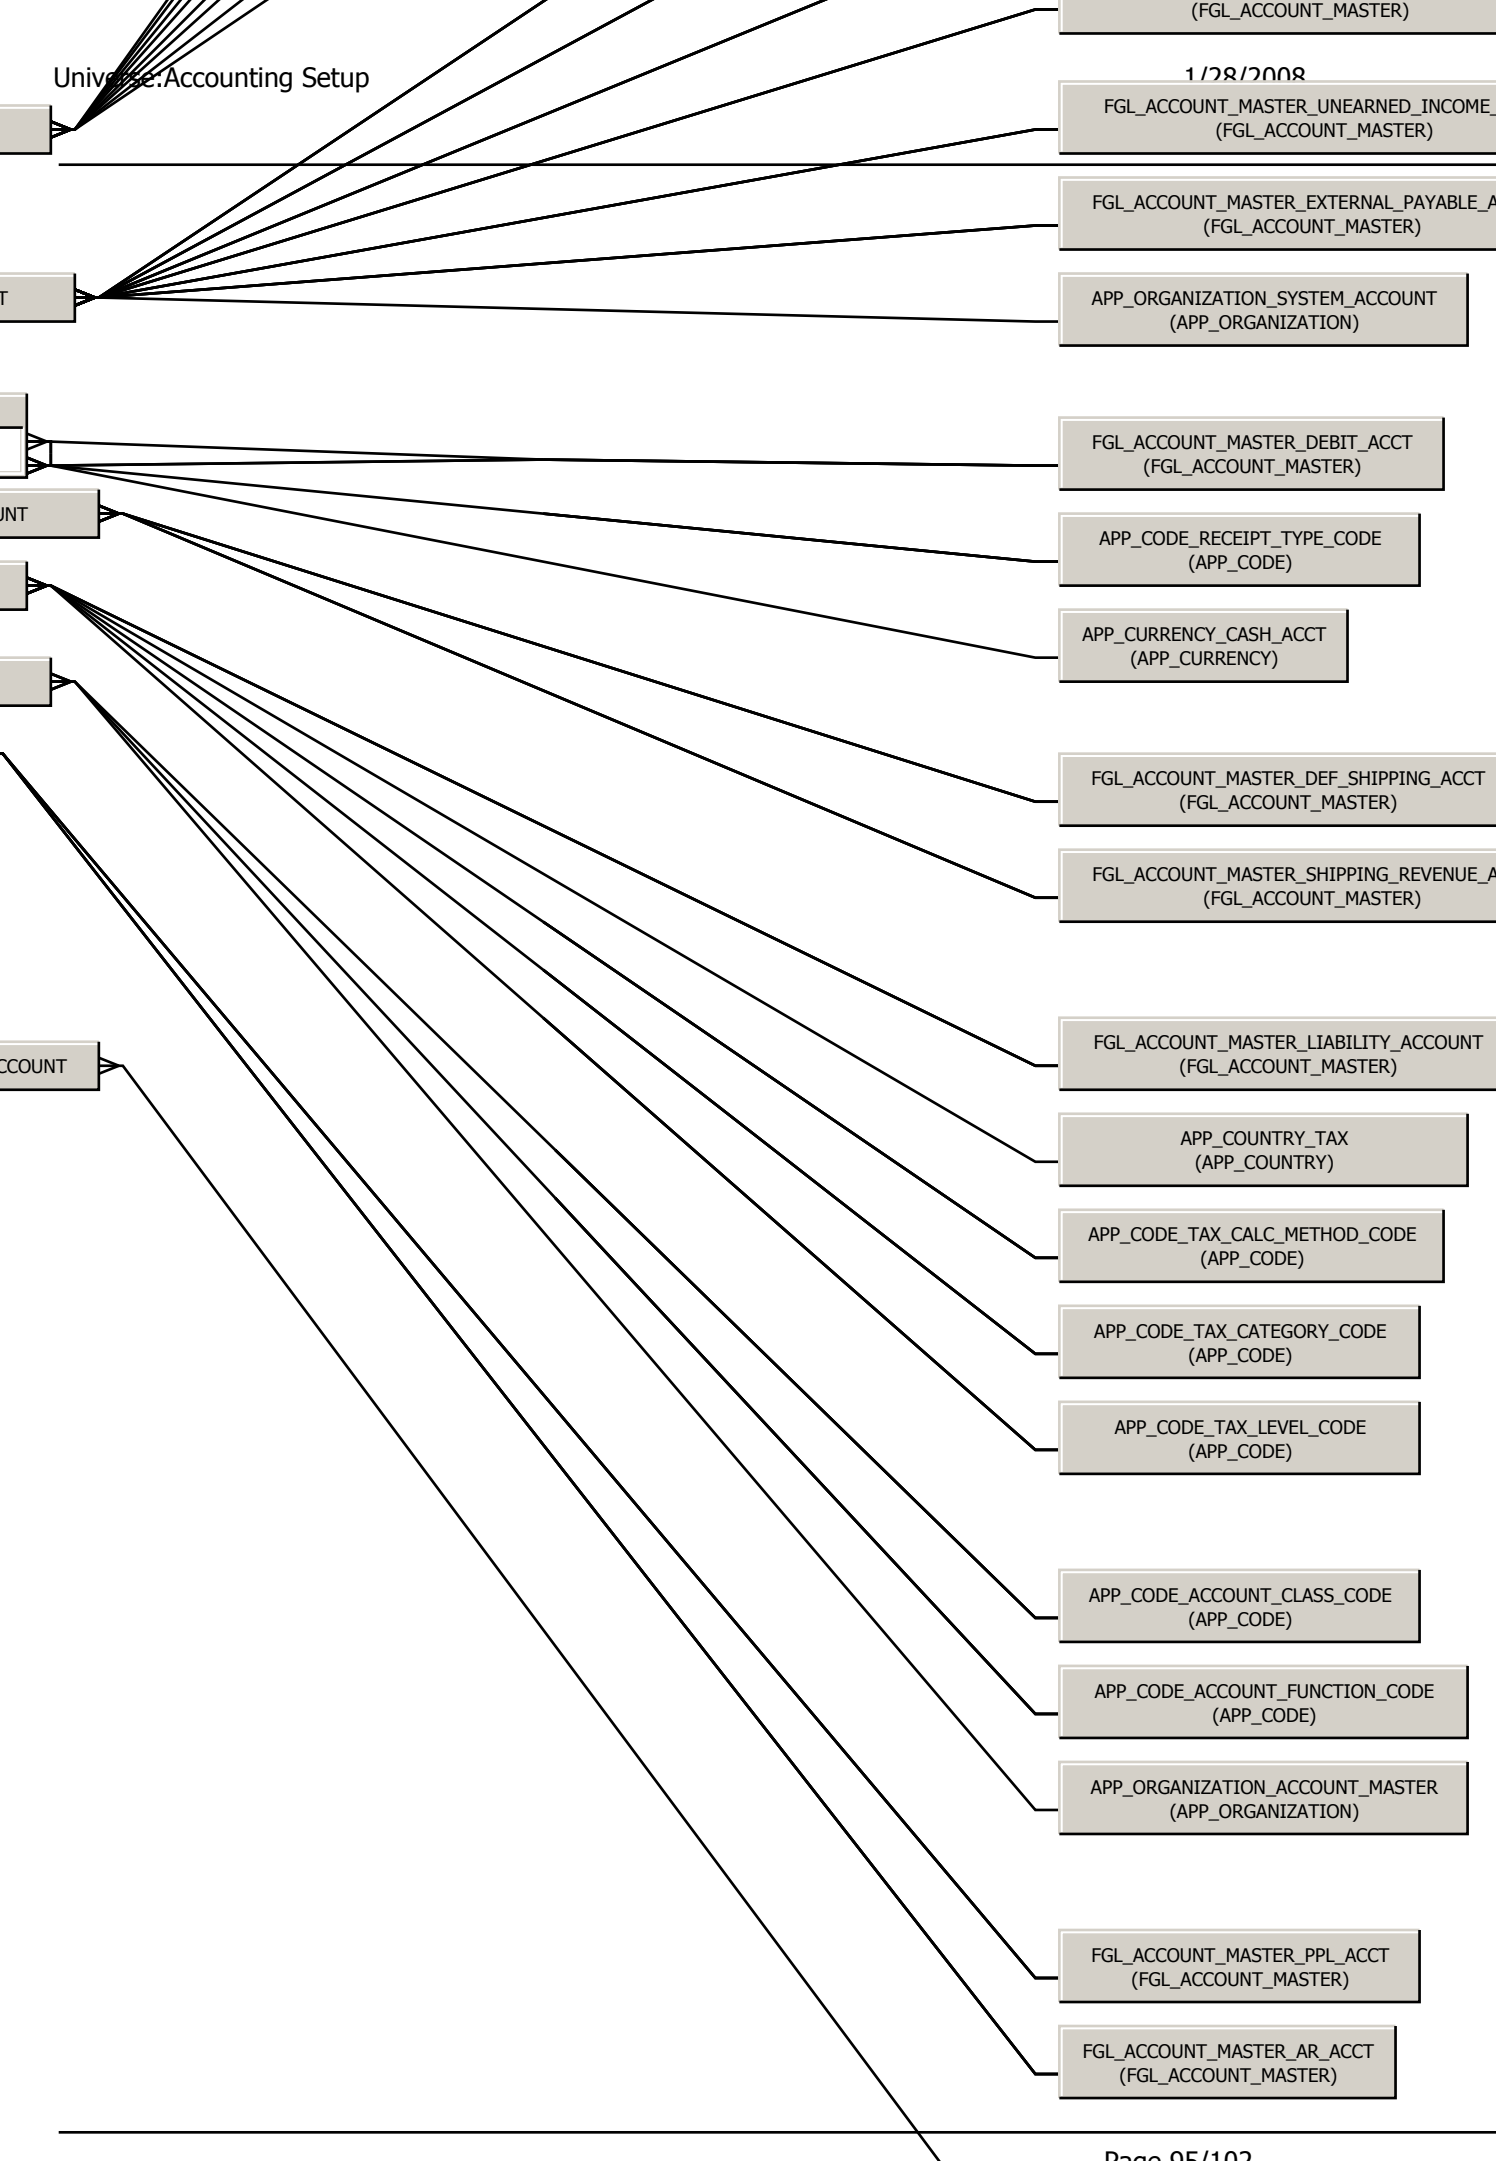 (FGL_ACCOUNT_MASTER)
Universe:Accounting Setup
1/28/2008
FGL_ACCOUNT_MASTER_UNEARNED_INCOME_
(FGL_ACCOUNT_MASTER)
FGL_ACCOUNT_MASTER_EXTERNAL_PAYABLE_A
(FGL_ACCOUNT_MASTER)
T
APP_ORGANIZATION_SYSTEM_ACCOUNT
(APP_ORGANIZATION)
FGL_ACCOUNT_MASTER_DEBIT_ACCT
(FGL_ACCOUNT_MASTER)
UNT
APP_CODE_RECEIPT_TYPE_CODE
(APP_CODE)
APP_CURRENCY_CASH_ACCT
(APP_CURRENCY)
FGL_ACCOUNT_MASTER_DEF_SHIPPING_ACCT
(FGL_ACCOUNT_MASTER)
FGL_ACCOUNT_MASTER_SHIPPING_REVENUE_A
(FGL_ACCOUNT_MASTER)
FGL_ACCOUNT_MASTER_LIABILITY_ACCOUNT
(FGL_ACCOUNT_MASTER)
CCOUNT
APP_COUNTRY_TAX
(APP_COUNTRY)
APP_CODE_TAX_CALC_METHOD_CODE
(APP_CODE)
APP_CODE_TAX_CATEGORY_CODE
(APP_CODE)
APP_CODE_TAX_LEVEL_CODE
(APP_CODE)
APP_CODE_ACCOUNT_CLASS_CODE
(APP_CODE)
APP_CODE_ACCOUNT_FUNCTION_CODE
(APP_CODE)
APP_ORGANIZATION_ACCOUNT_MASTER
(APP_ORGANIZATION)
FGL_ACCOUNT_MASTER_PPL_ACCT
(FGL_ACCOUNT_MASTER)
FGL_ACCOUNT_MASTER_AR_ACCT
(FGL_ACCOUNT_MASTER)
Page 95/102